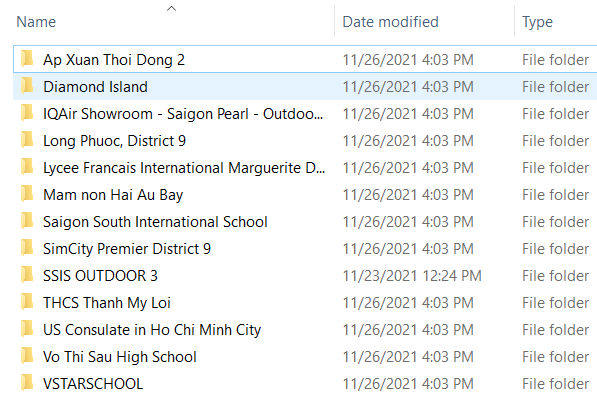 Name Date modified Type
Ap Xuan Thoi Dong 2 11/26/2021 4:03 PM File folder
Diamond Island 11/26/2021 4:03 PM File folder
IQAir Showroom - Saigon Pearl - Outdoo... 11/26/2021 4:03 PM File folder
Long Phuoc, District 9 11/26/2021 4:03 PM File folder
Lycee Francais International Marguerite D... 11/26/2021 4:03 PM File folder
Mam non Hai Au Bay 11/26/2021 4:03 PM File folder
Saigon South International School 11/26/2021 4:03 PM File folder
SimCity Premier District 9 11/26/2021 4:03 PM File folder
SSIS OUTDOOR 3 11/23/2021 12:24 PM File folder
THCS Thanh My Loi 11/26/2021 4:03 PM File folder
US Consulate in Ho Chi Minh City 11/26/2021 4:03 PM File folder
Vo Thi Sau High School 11/26/2021 4:03 PM File folder
VSTARSCHOOL 11/26/2021 4:03 PM File folder